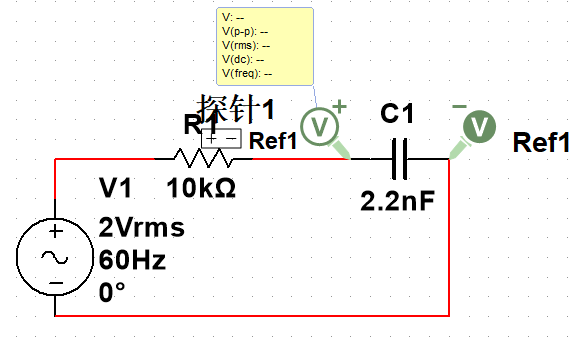 V: --
V(p-p): --
V(rms): --
V(dc): --
V(freq): --
探针1
R1
Ref1
V
C1
V
Ref1
V1
10kΩ
2.2nF
2Vrms
60Hz
0°